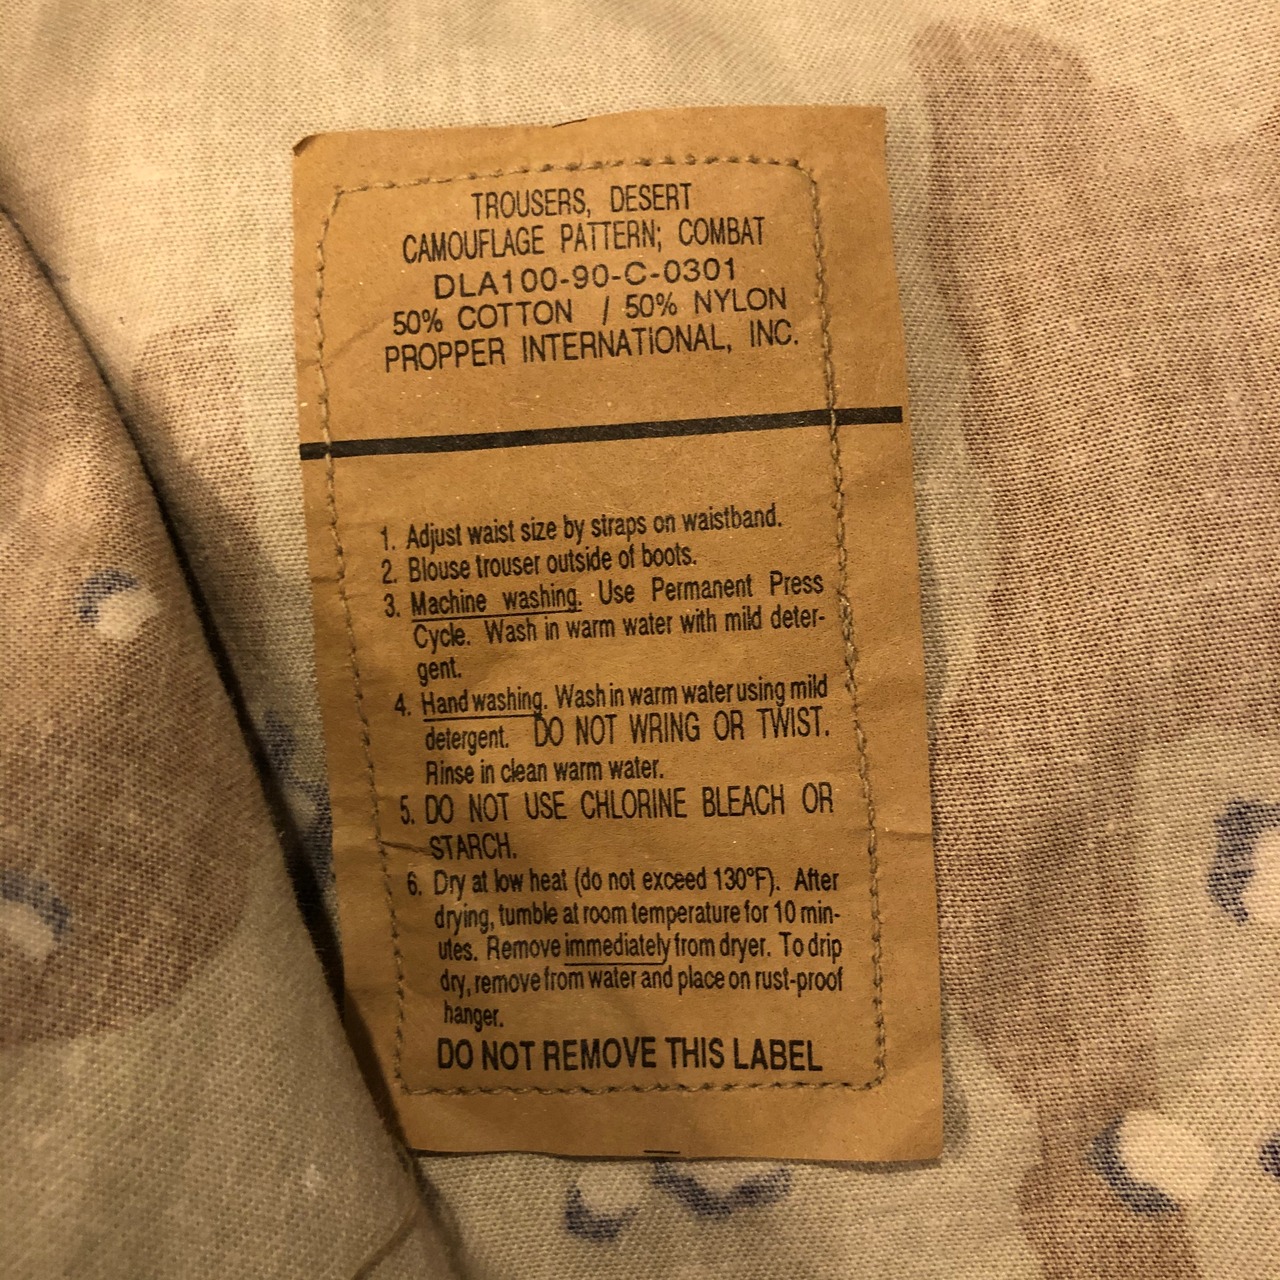 TROUSERS, DESERT
CAMOUFLAGE PATTERN; COMBAT
DLA100-90-C-0301
50% COTTON / 50% NYLON
PROPPER INTERNATIONAL, INC.
1. Adjust waist size by straps on waistband.
2. Blouse trouser outside of boots.
3. Machine washing. Use Permanent Press
Cycle. Wash in warm water with mild deter-
gent.
4. Hand washing. Wash in warm water using mild
detergent. DO NOT WRING OR TWIST.
Rinse in clean warm water.
5. DO NOT USE CHLORINE BLEACH OR
STARCH.
6. Dry at low heat (do not exceed 130°F). After
drying, tumble at room temperature for 10 min-
utes. Remove immediately from dryer. To drip
dry, remove from water and place on rust-proof
hanger.
DO NOT REMOVE THIS LABEL